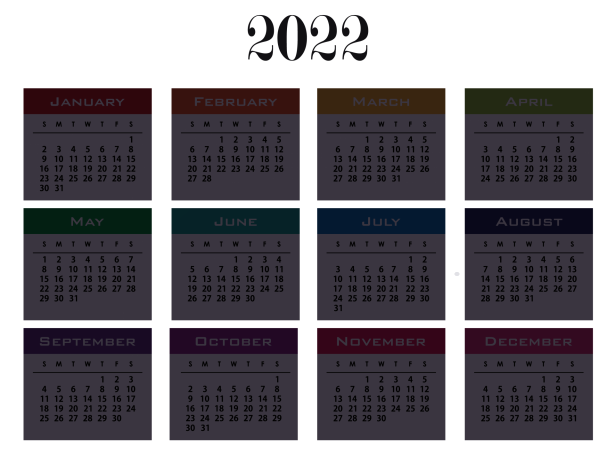 2022
JANUARY
S M T W T F S
1
2 3 4 5 6 7 8
9 10 11 12 13 14 15
16 17 18 19 20 21 22
23 24 25 26 27 28 29
30 31
FEBRUARY
S M T W T F S
1 2 3 4 5
6 7 8 9 10 11 12
13 14 15 16 17 18 19
20 21 22 23 24 25 26
27 28
MARCH
S M T W T F S
1 2 3 4 5
6 7 8 9 10 11 12
13 14 15 16 17 18 19
20 21 22 23 24 25 26
27 28 29 30 31
APRIL
S M T W T F S
1 2
3 4 5 6 7 8 9
10 11 12 13 14 15 16
17 18 19 20 21 22 23
24 25 26 27 28 29 30
MAY
S M T W T F S
1 2 3 4 5 6 7
8 9 10 11 12 13 14
15 16 17 18 19 20 21
22 23 24 25 26 27 28
29 30 31
JUNE
S M T W T F S
1 2 3 4
5 6 7 8 9 10 11
12 13 14 15 16 17 18
19 20 21 22 23 24 25
26 27 28 29 30
JULY
S M T W T F S
1 2
3 4 5 6 7 8 9
10 11 12 13 14 15 16
17 18 19 20 21 22 23
24 25 26 27 28 29 30
31
AUGUST
S M T W T F S
1 2 3 4 5 6
7 8 9 10 11 12 13
14 15 16 17 18 19 20
21 22 23 24 25 26 27
28 29 30 31
SEPTEMBER
S M T W T F S
1 2 3
4 5 6 7 8 9 10
11 12 13 14 15 16 17
18 19 20 21 22 23 24
25 26 27 28 29 30
OCTOBER
S M T W T F S
1
2 3 4 5 6 7 8
9 10 11 12 13 14 15
16 17 18 19 20 21 22
23 24 25 26 27 28 29
30 31
NOVEMBER
S M T W T F S
1 2 3 4 5
6 7 8 9 10 11 12
13 14 15 16 17 18 19
20 21 22 23 24 25 26
27 28 29 30
DECEMBER
S M T W T F S
1 2 3
4 5 6 7 8 9 10
11 12 13 14 15 16 17
18 19 20 21 22 23 24
25 26 27 28 29 30 31